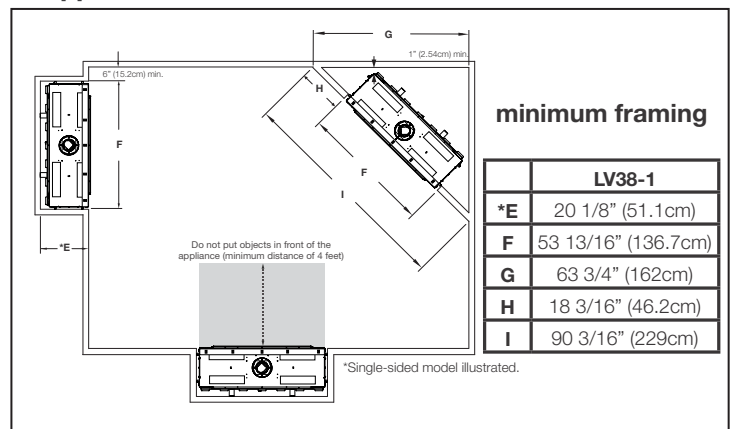 G
1" (2.54cm) min.
6" (15.2cm) min.
H
F
F
I
*E
Do not put objects in front of the
appliance (minimum distance of 4 feet)
*Single-sided model illustrated.
minimum framing
LV38-1
*E 20 1/8" (51.1cm)
F 53 13/16" (136.7cm)
G 63 3/4" (162cm)
H 18 3/16" (46.2cm)
I 90 3/16" (229cm)